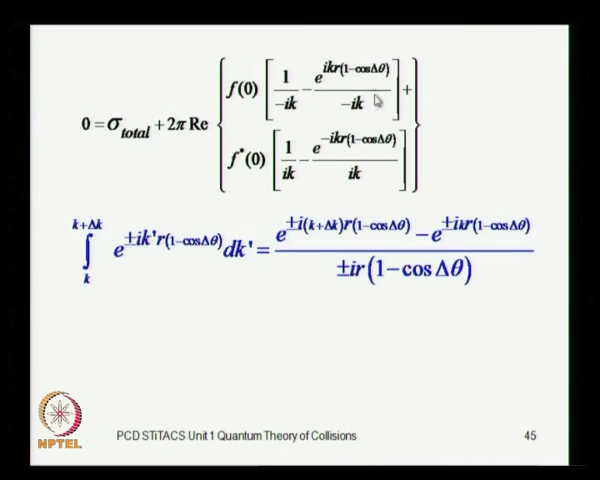 0 = σ_total + 2π Re { f(0) [ 1/(-ik) - e^{ikr(1-cosΔθ)}/(-ik) ] +
f*(0) [ 1/(ik) - e^{-ikr(1-cosΔθ)}/(ik) ] }
∫_{k}^{k+Δk} e^{±ik'r(1-cosΔθ)} dk' = (e^{±i(k+Δk)r(1-cosΔθ)} - e^{±ikr(1-cosΔθ)}) / (±ir(1-cosΔθ))
NPTEL
PCD STiTACS Unit 1 Quantum Theory of Collisions
45